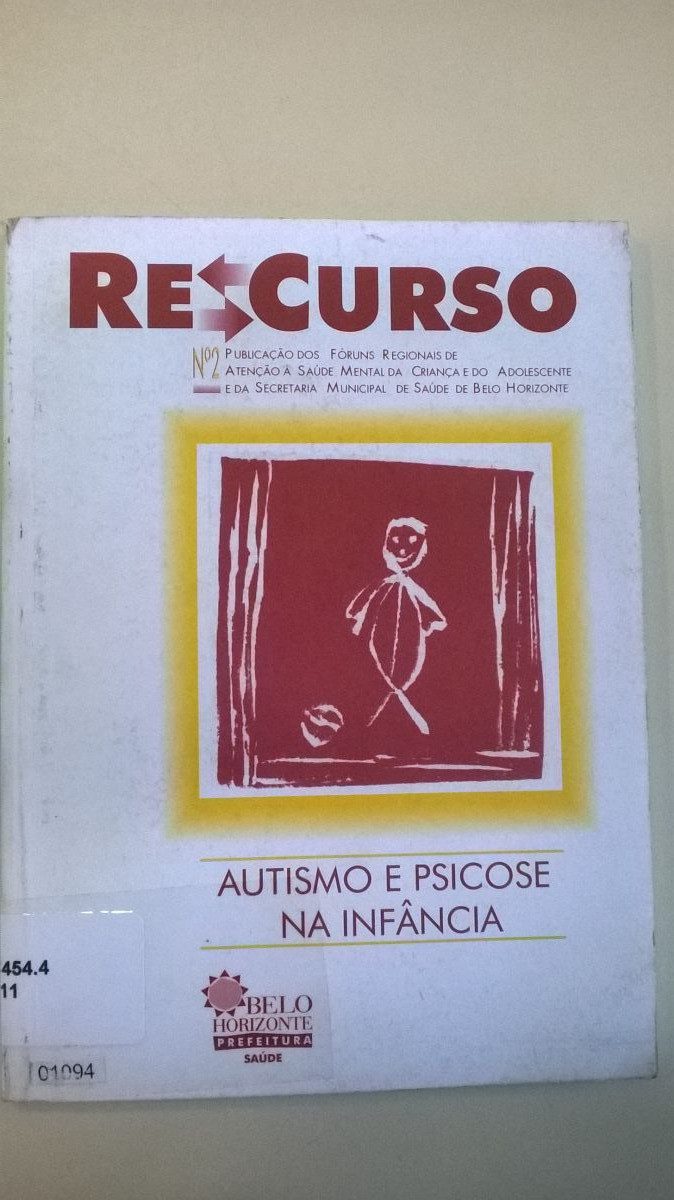 RECURSO
Nº2 PUBLICAÇÃO DOS FÓRUNS REGIONAIS DE
ATENÇÃO À SAÚDE MENTAL DA CRIANÇA E DO ADOLESCENTE
E DA SECRETARIA MUNICIPAL DE SAÚDE DE BELO HORIZONTE
AUTISMO E PSICOSE
NA INFÂNCIA
454.4
11
01094
BELO
HORIZONTE
PREFEITURA
SAÚDE